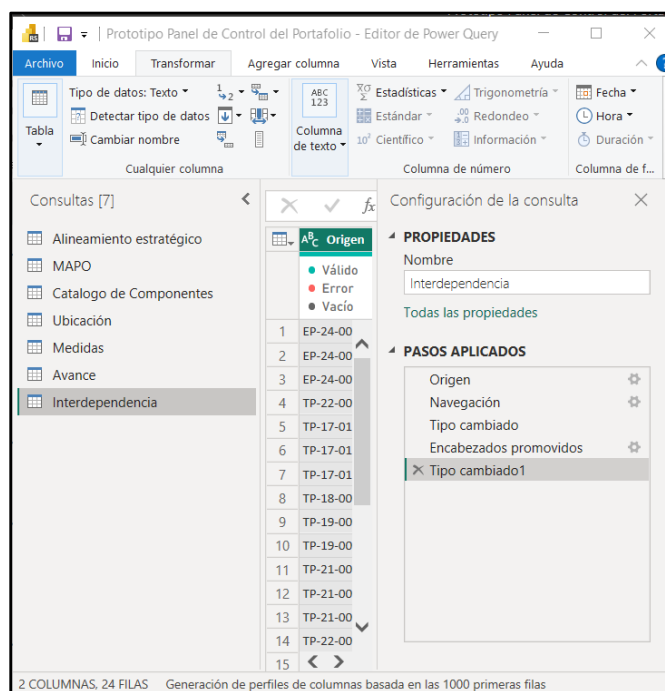 Prototipo Panel de Control del Portafolio - Editor de Power Query
Archivo Inicio Transformar Agregar columna Vista Herramientas Ayuda
Tabla
Tipo de datos: Texto
Detectar tipo de datos
Cambiar nombre
Cualquier columna
ABC
123
Columna
de texto
Estadísticas Trigonometría
Estándar Redondeo
Científico Información
Columna de número
Fecha
Hora
Duración
Columna de f...
Consultas [7]
Alineamiento estratégico
MAPO
Catalogo de Componentes
Ubicación
Medidas
Avance
Interdependencia
fx
ABC Origen
Válido
Error
Vacío
1 EP-24-00
2 EP-24-00
3 EP-24-00
4 TP-22-00
5 TP-17-01
6 TP-17-01
7 TP-17-01
8 TP-18-00
9 TP-19-00
10 TP-19-00
11 TP-21-00
12 TP-21-00
13 TP-21-00
14 TP-22-00
15
Configuración de la consulta
PROPIEDADES
Nombre
Interdependencia
Todas las propiedades
PASOS APLICADOS
Origen
Navegación
Tipo cambiado
Encabezados promovidos
Tipo cambiado1
2 COLUMNAS, 24 FILAS Generación de perfiles de columnas basada en las 1000 primeras filas